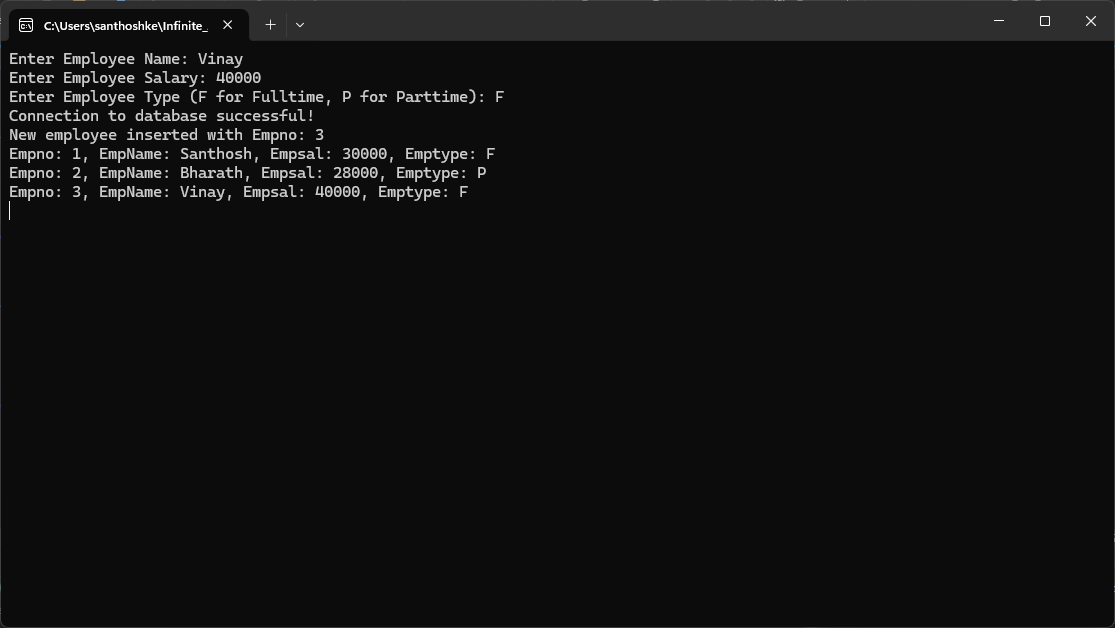 C:\Users\santhoshke\Infinite_
Enter Employee Name: Vinay
Enter Employee Salary: 40000
Enter Employee Type (F for Fulltime, P for Parttime): F
Connection to database successful!
New employee inserted with Empno: 3
Empno: 1, EmpName: Santhosh, Empsal: 30000, Emptype: F
Empno: 2, EmpName: Bharath, Empsal: 28000, Emptype: P
Empno: 3, EmpName: Vinay, Empsal: 40000, Emptype: F